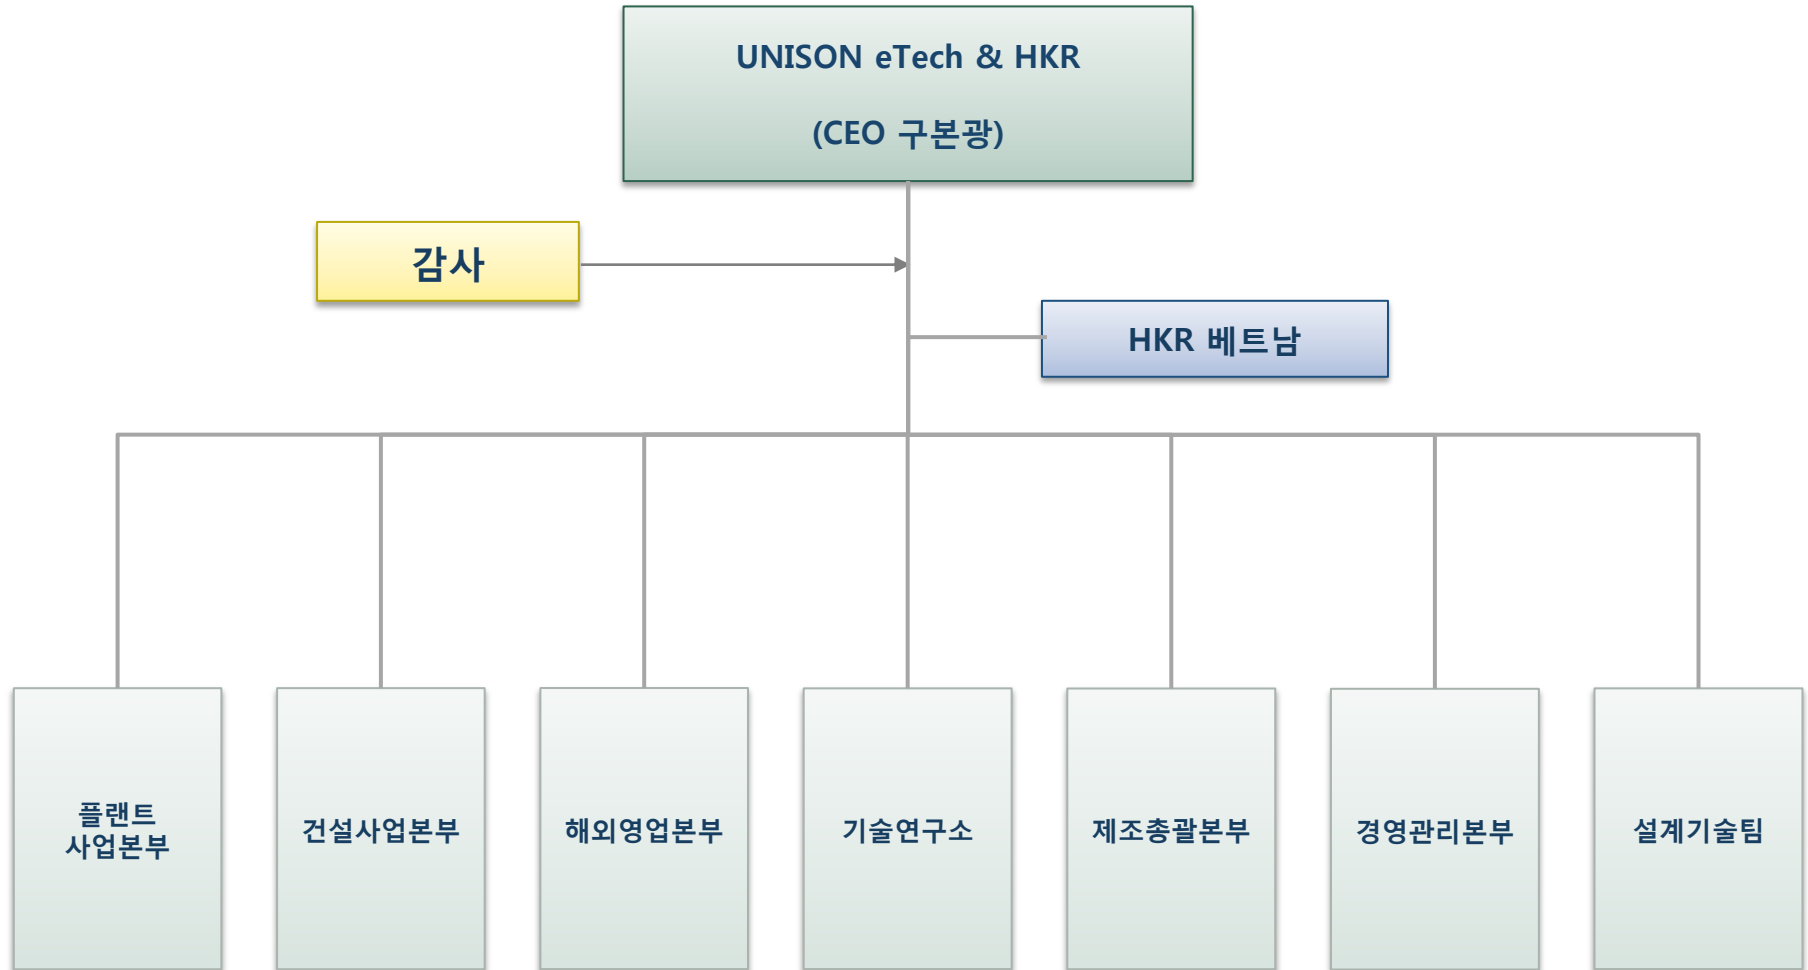 UNISON eTech & HKR
(CEO 구본광)
감사
HKR 베트남
플랜트
사업본부
건설사업본부
해외영업본부
기술연구소
제조총괄본부
경영관리본부
설계기술팀